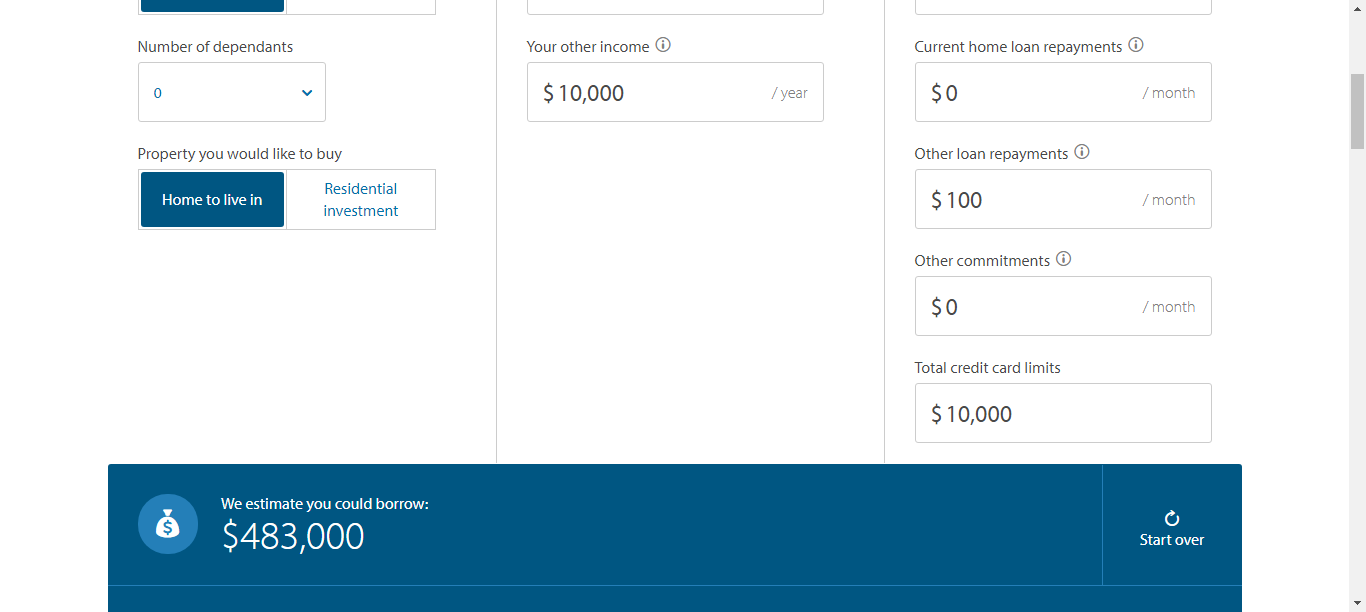 Number of dependants
0
Property you would like to buy
Home to live in
Residential
investment
Your other income
$ 10,000 / year
Current home loan repayments
$ 0 / month
Other loan repayments
$ 100 / month
Other commitments
$ 0 / month
Total credit card limits
$ 10,000
We estimate you could borrow:
$483,000
Start over